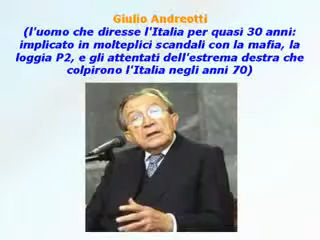 Giulio Andreotti
(l'uomo che diresse l'Italia per quasi 30 anni:
implicato in molteplici scandali con la mafia, la
loggia P2, e gli attentati dell'estrema destra che
colpirono l'Italia negli anni 70)